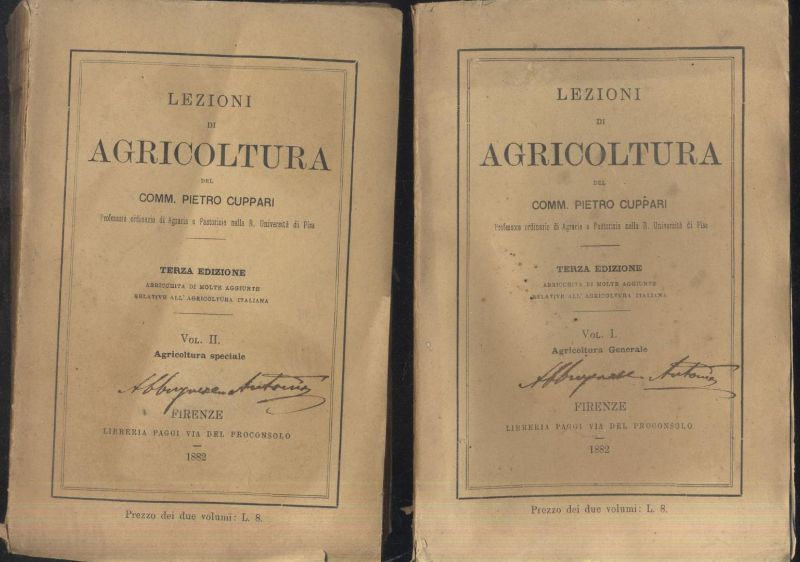 LEZIONI
DI
AGRICOLTURA
DEL
COMM. PIETRO CUPPARI
Professore ordinario di Agraria e Pastorizia nella R. Università di Pisa
TERZA EDIZIONE
ARRICCHITA DI MOLTE AGGIUNTE
RELATIVE ALL'AGRICOLTURA ITALIANA
VOL. II.
Agricoltura speciale
Abbruzzese Antonio
FIRENZE
LIBRERIA PAGGI VIA DEL PROCONSOLO
1882
Prezzo dei due volumi: L. 8.
LEZIONI
DI
AGRICOLTURA
DEL
COMM. PIETRO CUPPARI
Professore ordinario di Agraria e Pastorizia nella R. Università di Pisa
TERZA EDIZIONE
ARRICCHITA DI MOLTE AGGIUNTE
RELATIVE ALL'AGRICOLTURA ITALIANA
VOL. I.
Agricoltura Generale
Abbruzzese Antonio
FIRENZE
LIBRERIA PAGGI VIA DEL PROCONSOLO
1882
Prezzo dei due volumi: L. 8.